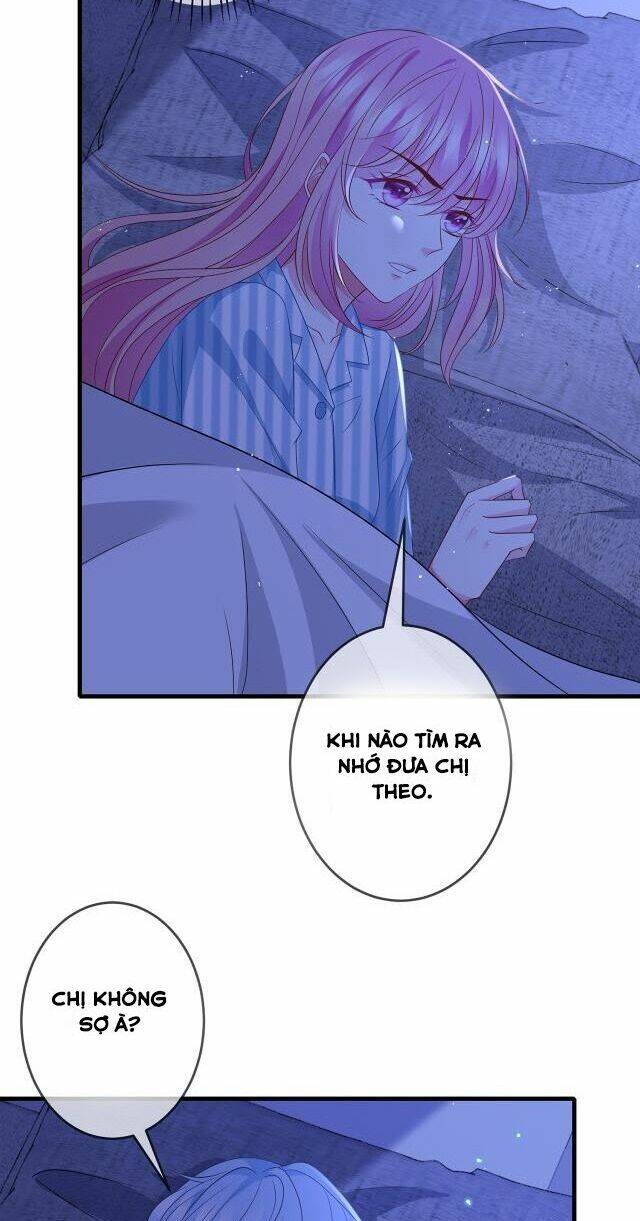 KHI NÀO TÌM RA
NHỚ ĐƯA CHỊ
THEO.
CHỊ KHÔNG
SỢ À?